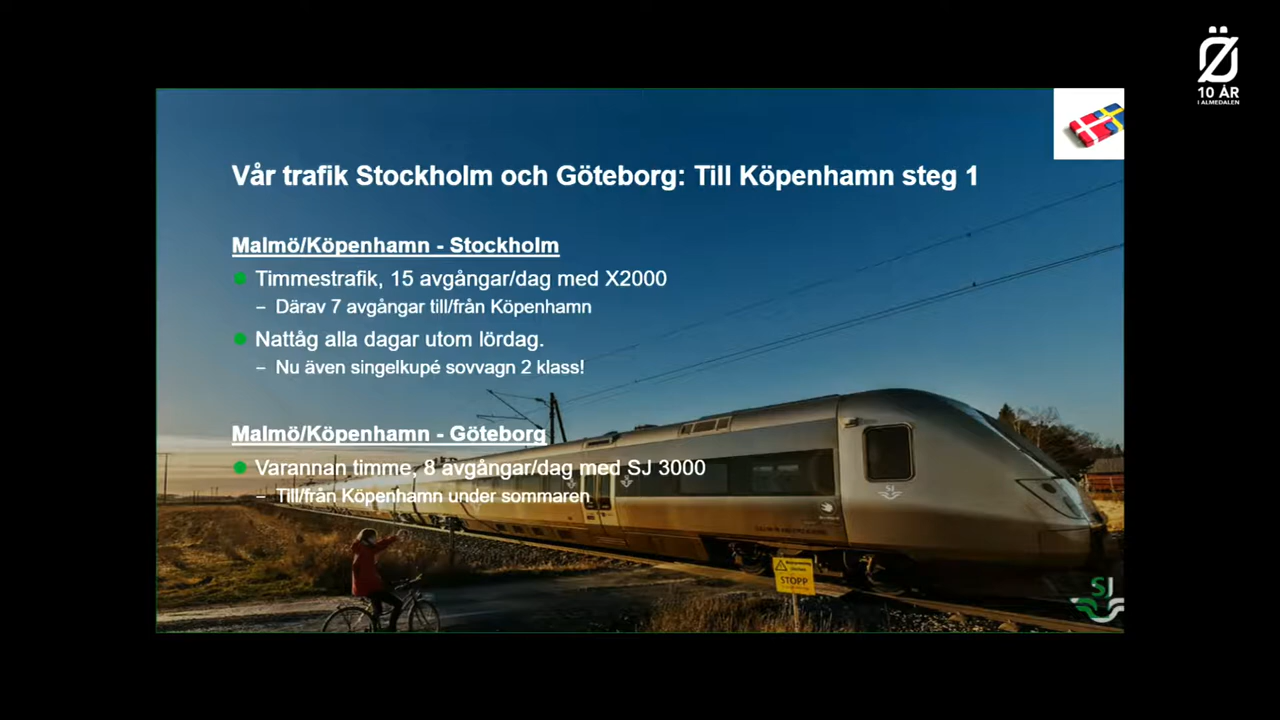 Ö
10 ÅR
I ALMEDALEN
Vår trafik Stockholm och Göteborg: Till Köpenhamn steg 1
Malmö/Köpenhamn - Stockholm
Timmestrafik, 15 avgångar/dag med X2000
– Därav 7 avgångar till/från Köpenhamn
Nattåg alla dagar utom lördag.
– Nu även singelkupé sovvagn 2 klass!
Malmö/Köpenhamn - Göteborg
Varannan timme, 8 avgångar/dag med SJ 3000
– Till/från Köpenhamn under sommaren
SJ
STOPP
SJ